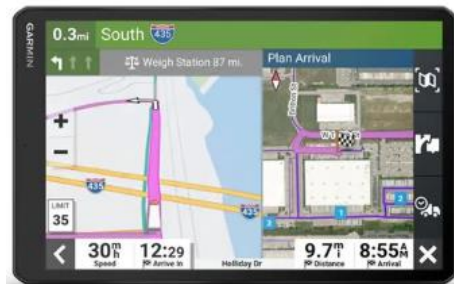 GARMIN
0.3mi South 435
Weigh Station 87 mi.
Plan Arrival
435
435
LIMIT
35
1
2
2
30 m/h
Speed
12:29
Arrive In
Holliday Dr
9.7 mi
Distance
8:55 AM
Arrival